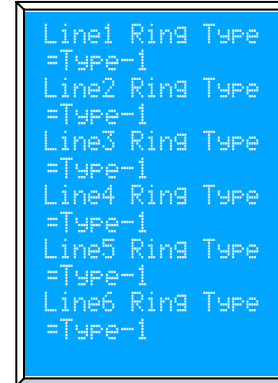 Line1 Ring Type
=Type-1
Line2 Ring Type
=Type-1
Line3 Ring Type
=Type-1
Line4 Ring Type
=Type-1
Line5 Ring Type
=Type-1
Line6 Ring Type
=Type-1